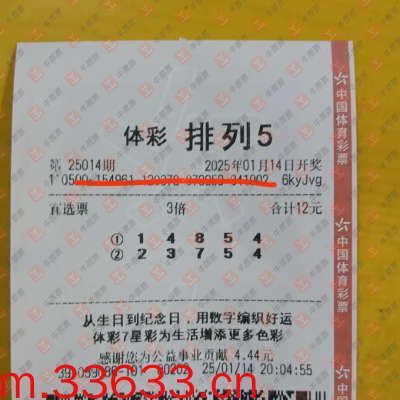 体彩 排列5
第 25014期 2025年01月14日开奖
6kyJvg
直选票 3倍 合计12元
① 1 4 8 5 4
② 2 3 7 5 4
从生日到纪念日，用数字编织好运
体彩7星彩为生活增添更多色彩
感谢您为公益事业贡献 4.44元
25/01/14 20:04:55
m.33633.cn
中国体育彩票
中国体育彩票